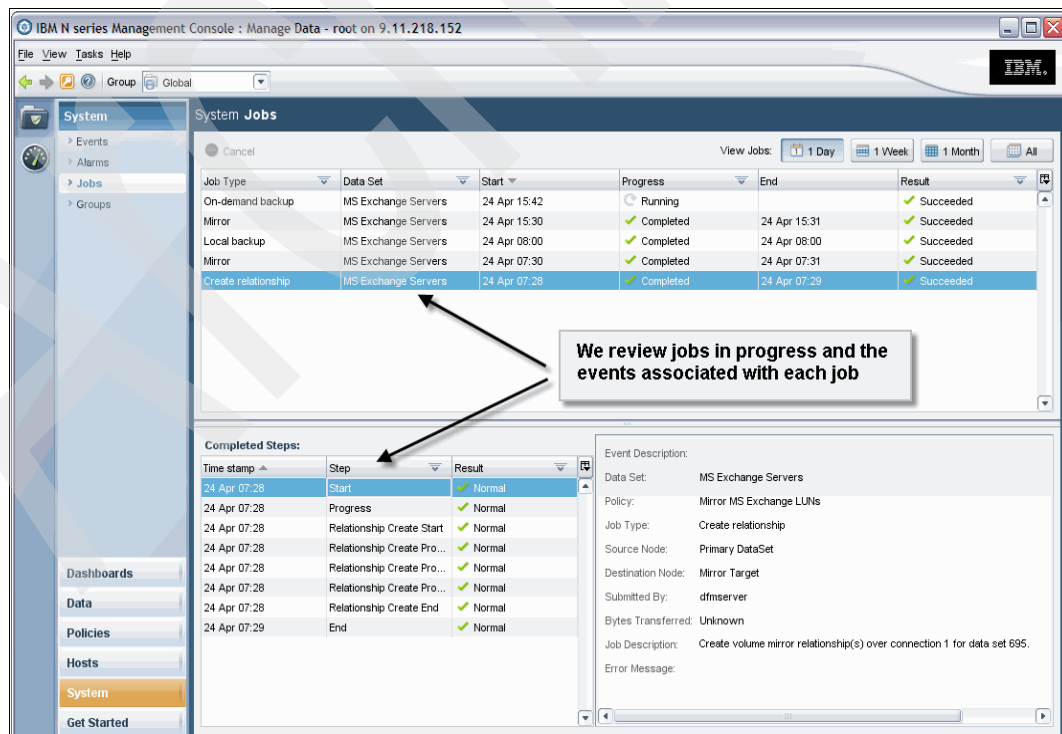 IBM N series Management Console : Manage Data - root on 9.11.218.152
File View Tasks Help
IBM.
Group Global
System
Events
Alarms
Jobs
Groups
Dashboards
Data
Policies
Hosts
System
Get Started
System Jobs
Cancel
View Jobs: 1 Day 1 Week 1 Month All
Job Type Data Set Start Progress End Result
On-demand backup MS Exchange Servers 24 Apr 15:42 Running Succeeded
Mirror MS Exchange Servers 24 Apr 15:30 Completed 24 Apr 15:31 Succeeded
Local backup MS Exchange Servers 24 Apr 08:00 Completed 24 Apr 08:00 Succeeded
Mirror MS Exchange Servers 24 Apr 07:30 Completed 24 Apr 07:31 Succeeded
Create relationship MS Exchange Servers 24 Apr 07:28 Completed 24 Apr 07:29 Succeeded
We review jobs in progress and the
events associated with each job
Completed Steps:
Time stamp Step Result
24 Apr 07:28 Start Normal
24 Apr 07:28 Progress Normal
24 Apr 07:28 Relationship Create Start Normal
24 Apr 07:28 Relationship Create Pro... Normal
24 Apr 07:28 Relationship Create Pro... Normal
24 Apr 07:28 Relationship Create Pro... Normal
24 Apr 07:28 Relationship Create End Normal
24 Apr 07:29 End Normal
Event Description:
Data Set: MS Exchange Servers
Policy: Mirror MS Exchange LUNs
Job Type: Create relationship
Source Node: Primary DataSet
Destination Node: Mirror Target
Submitted By: dfmserver
Bytes Transferred: Unknown
Job Description: Create volume mirror relationship(s) over connection 1 for data set 695.
Error Message: